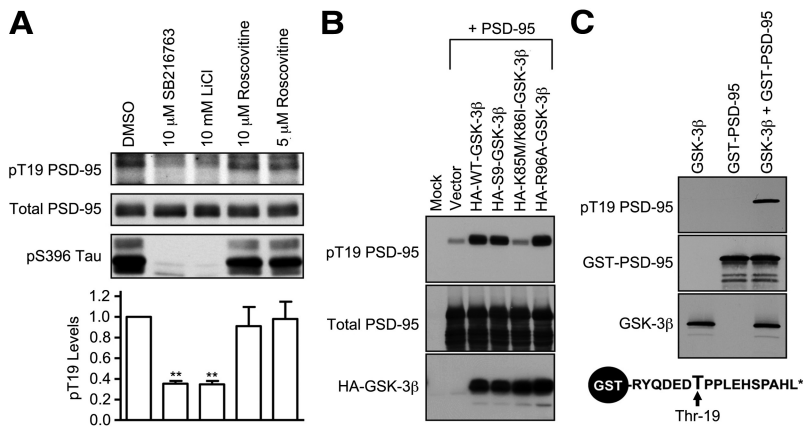 A
DMSO
10 μM SB216763
10 mM LiCl
10 μM Roscovitine
5 μM Roscovitine
pT19 PSD-95
Total PSD-95
pS396 Tau
pT19 Levels
1.2
1.0
0.8
0.6
0.4
0.2
0.0
**
**
B
+ PSD-95
Mock
Vector
HA-WT-GSK-3β
HA-S9-GSK-3β
HA-K85M/K86I-GSK-3β
HA-R96A-GSK-3β
pT19 PSD-95
Total PSD-95
HA-GSK-3β
C
GSK-3β
GST-PSD-95
GSK-3β + GST-PSD-95
pT19 PSD-95
GST-PSD-95
GSK-3β
GST-RYQDEDTPPLEHSPAHL*
Thr-19